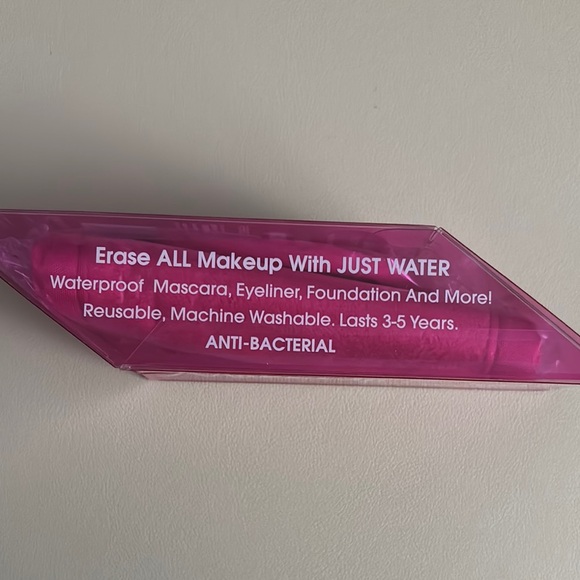 Erase ALL Makeup With JUST WATER
Waterproof Mascara, Eyeliner, Foundation And More!
Reusable, Machine Washable. Lasts 3-5 Years.
ANTI-BACTERIAL